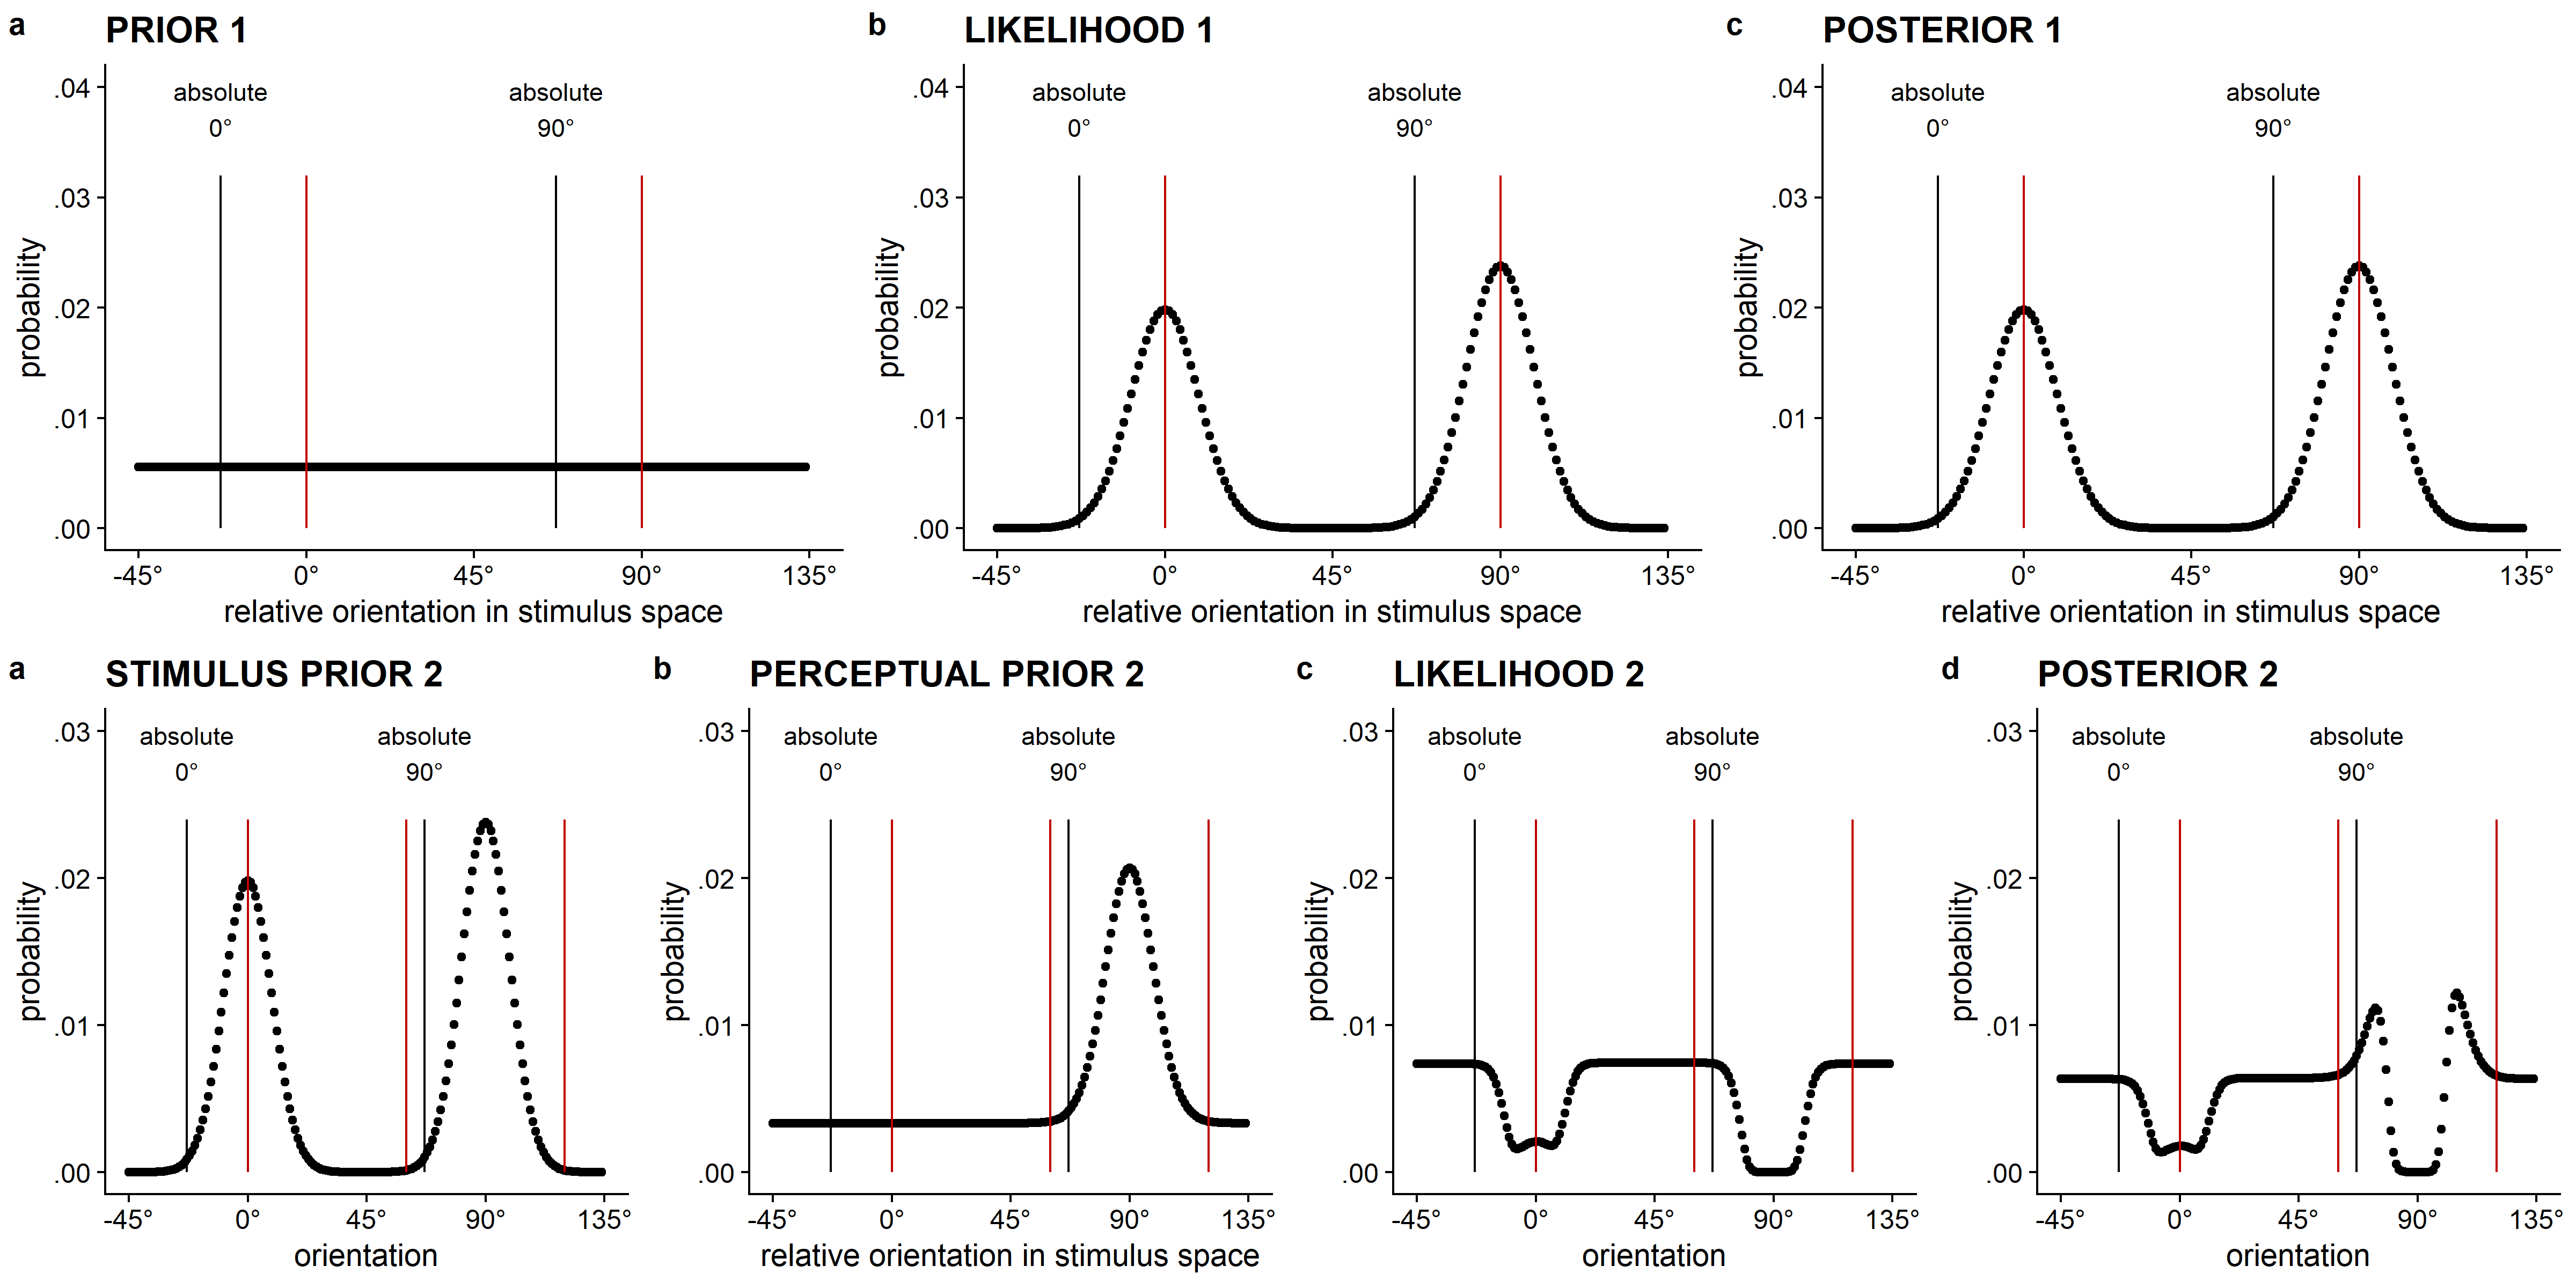 a PRIOR 1
absolute 0°
absolute 90°
.04
.03
.02
.01
.00
probability
-45° 0° 45° 90° 135°
relative orientation in stimulus space
b LIKELIHOOD 1
absolute 0°
absolute 90°
.04
.03
.02
.01
.00
probability
-45° 0° 45° 90° 135°
relative orientation in stimulus space
c POSTERIOR 1
absolute 0°
absolute 90°
.04
.03
.02
.01
.00
probability
-45° 0° 45° 90° 135°
relative orientation in stimulus space
a STIMULUS PRIOR 2
absolute 0°
absolute 90°
.03
.02
.01
.00
probability
-45° 0° 45° 90° 135°
orientation
b PERCEPTUAL PRIOR 2
absolute 0°
absolute 90°
.03
.02
.01
.00
probability
-45° 0° 45° 90° 135°
relative orientation in stimulus space
c LIKELIHOOD 2
absolute 0°
absolute 90°
.03
.02
.01
.00
probability
-45° 0° 45° 90° 135°
orientation
d POSTERIOR 2
absolute 0°
absolute 90°
.03
.02
.01
.00
probability
-45° 0° 45° 90° 135°
orientation